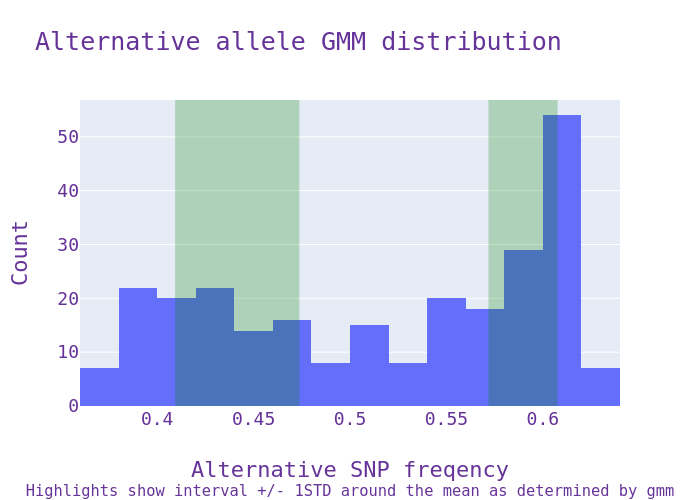 Alternative allele GMM distribution
Count
50
40
30
20
10
0
0.4 0.45 0.5 0.55 0.6
Alternative SNP freqency
Highlights show interval +/- 1STD around the mean as determined by gmm